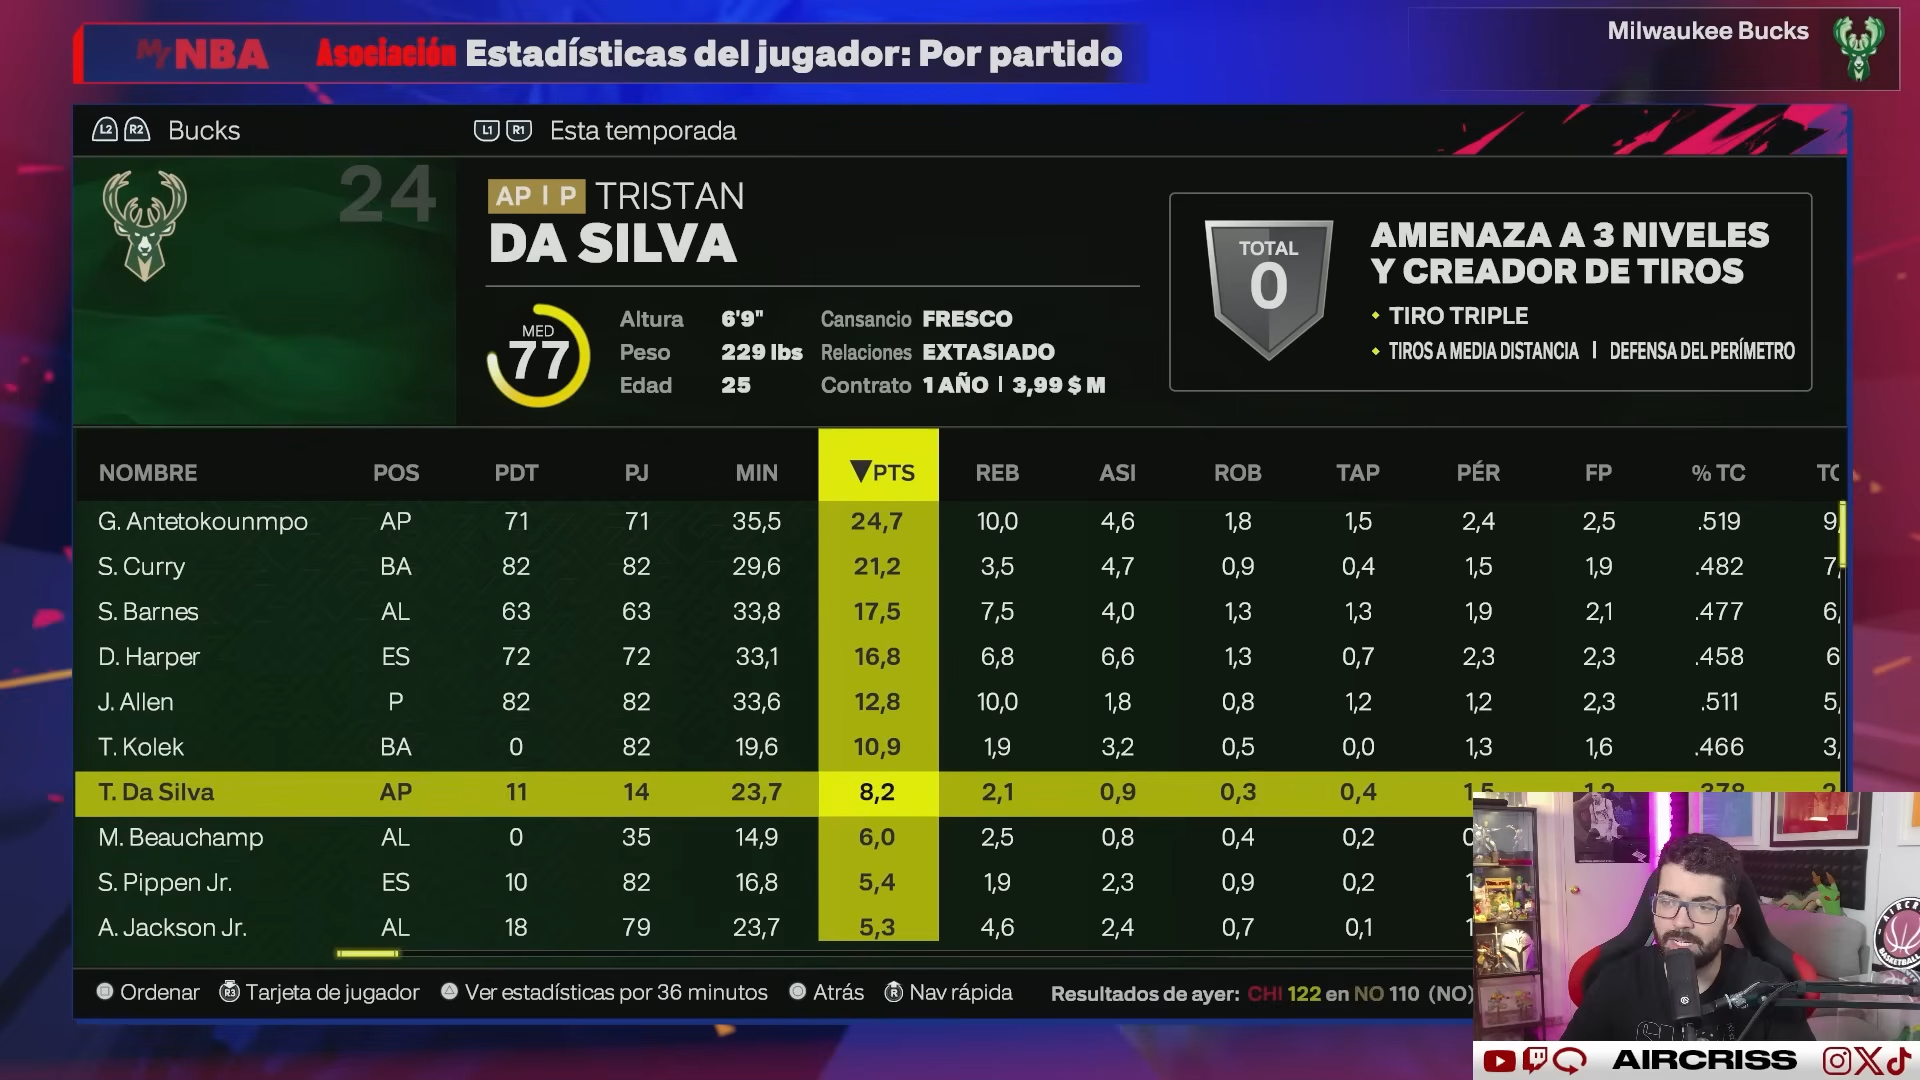 My NBA Asociación Estadísticas del jugador: Por partido
Milwaukee Bucks
L2 R2 Bucks L1 R1 Esta temporada
24
AP | P TRISTAN
DA SILVA
MED
77
Altura 6'9" Cansancio FRESCO
Peso 229 lbs Relaciones EXTASIADO
Edad 25 Contrato 1 AÑO | 3,99 $ M
TOTAL
0
AMENAZA A 3 NIVELES
Y CREADOR DE TIROS
TIRO TRIPLE
TIROS A MEDIA DISTANCIA | DEFENSA DEL PERÍMETRO
NOMBRE POS PDT PJ MIN ▼PTS REB ASI ROB TAP PÉR FP % TC
G. Antetokounmpo AP 71 71 35,5 24,7 10,0 4,6 1,8 1,5 2,4 2,5 .519
S. Curry BA 82 82 29,6 21,2 3,5 4,7 0,9 0,4 1,5 1,9 .482
S. Barnes AL 63 63 33,8 17,5 7,5 4,0 1,3 1,3 1,9 2,1 .477
D. Harper ES 72 72 33,1 16,8 6,8 6,6 1,3 0,7 2,3 2,3 .458
J. Allen P 82 82 33,6 12,8 10,0 1,8 0,8 1,2 1,2 2,3 .511
T. Kolek BA 0 82 19,6 10,9 1,9 3,2 0,5 0,0 1,3 1,6 .466
T. Da Silva AP 11 14 23,7 8,2 2,1 0,9 0,3 0,4
M. Beauchamp AL 0 35 14,9 6,0 2,5 0,8 0,4 0,2
S. Pippen Jr. ES 10 82 16,8 5,4 1,9 2,3 0,9 0,2
A. Jackson Jr. AL 18 79 23,7 5,3 4,6 2,4 0,7 0,1
Ordenar R3 Tarjeta de jugador Ver estadísticas por 36 minutos Atrás R Nav rápida Resultados de ayer: CHI 122 en NO 110 (NO)
AIRCRISS